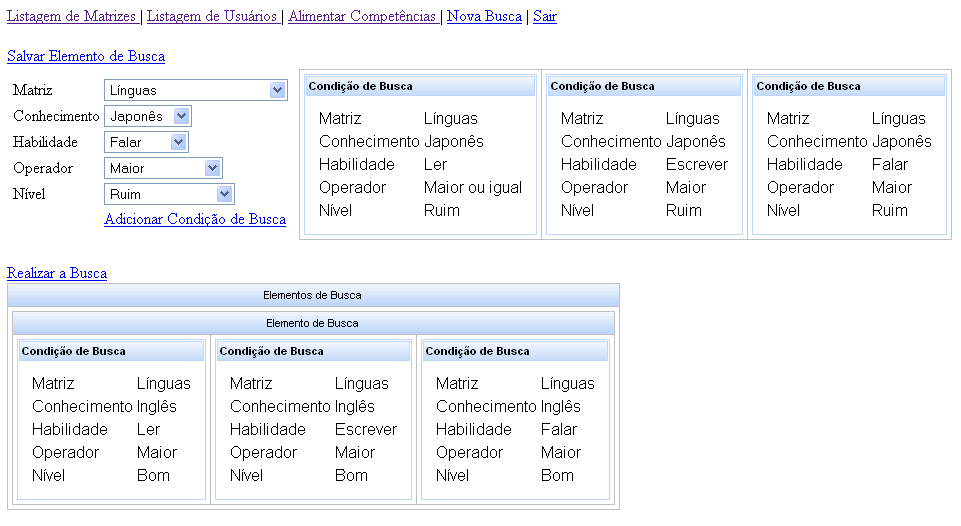 Listagem de Matrizes | Listagem de Usuários | Alimentar Competências | Nova Busca | Sair
Salvar Elemento de Busca
Matriz Línguas
Conhecimento Japonês
Habilidade Falar
Operador Maior
Nível Ruim
Adicionar Condição de Busca
Condição de Busca
Matriz Línguas
Conhecimento Japonês
Habilidade Ler
Operador Maior ou igual
Nível Ruim
Condição de Busca
Matriz Línguas
Conhecimento Japonês
Habilidade Escrever
Operador Maior
Nível Ruim
Condição de Busca
Matriz Línguas
Conhecimento Japonês
Habilidade Falar
Operador Maior
Nível Ruim
Realizar a Busca
Elementos de Busca
Elemento de Busca
Condição de Busca
Matriz Línguas
Conhecimento Inglês
Habilidade Ler
Operador Maior
Nível Bom
Condição de Busca
Matriz Línguas
Conhecimento Inglês
Habilidade Escrever
Operador Maior
Nível Bom
Condição de Busca
Matriz Línguas
Conhecimento Inglês
Habilidade Falar
Operador Maior
Nível Bom